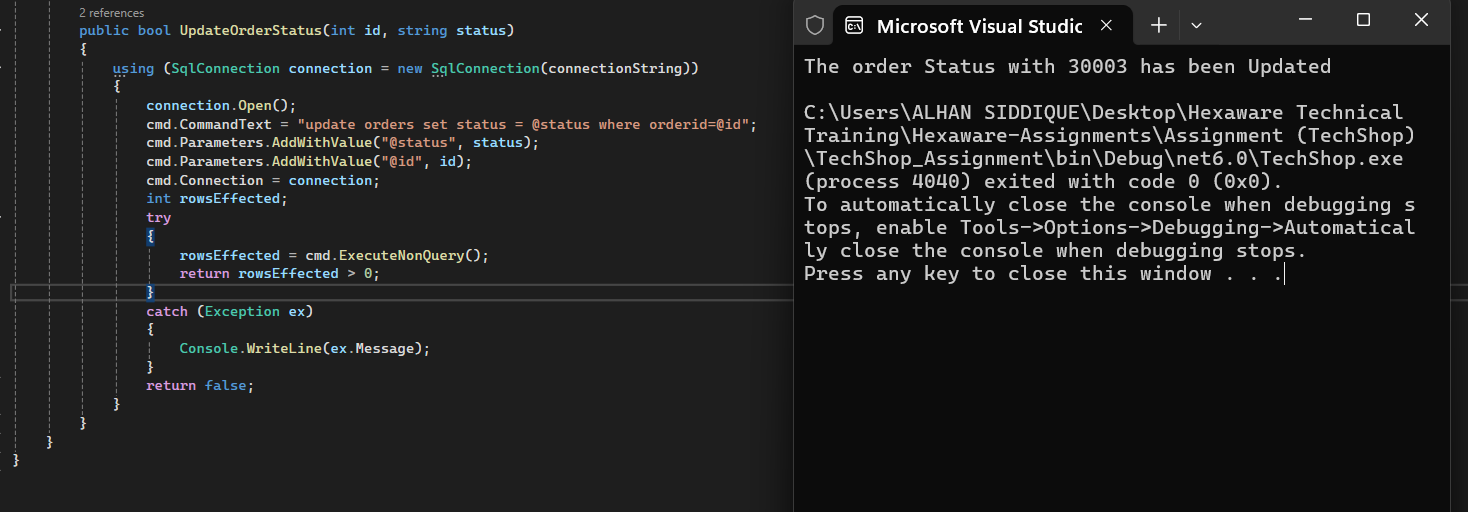 2 references
public bool UpdateOrderStatus(int id, string status)
{
using (SqlConnection connection = new SqlConnection(connectionString))
{
connection.Open();
cmd.CommandText = "update orders set status = @status where orderid=@id";
cmd.Parameters.AddWithValue("@status", status);
cmd.Parameters.AddWithValue("@id", id);
cmd.Connection = connection;
int rowsEffected;
try
{
rowsEffected = cmd.ExecuteNonQuery();
return rowsEffected > 0;
}
catch (Exception ex)
{
Console.WriteLine(ex.Message);
}
return false;
}
}
}
}
Microsoft Visual Studic
The order Status with 30003 has been Updated
C:\Users\ALHAN SIDDIQUE\Desktop\Hexaware Technical
Training\Hexaware-Assignments\Assignment (TechShop)
\TechShop_Assignment\bin\Debug\net6.0\TechShop.exe
(process 4040) exited with code 0 (0x0).
To automatically close the console when debugging s
tops, enable Tools->Options->Debugging->Automatical
ly close the console when debugging stops.
Press any key to close this window . . .